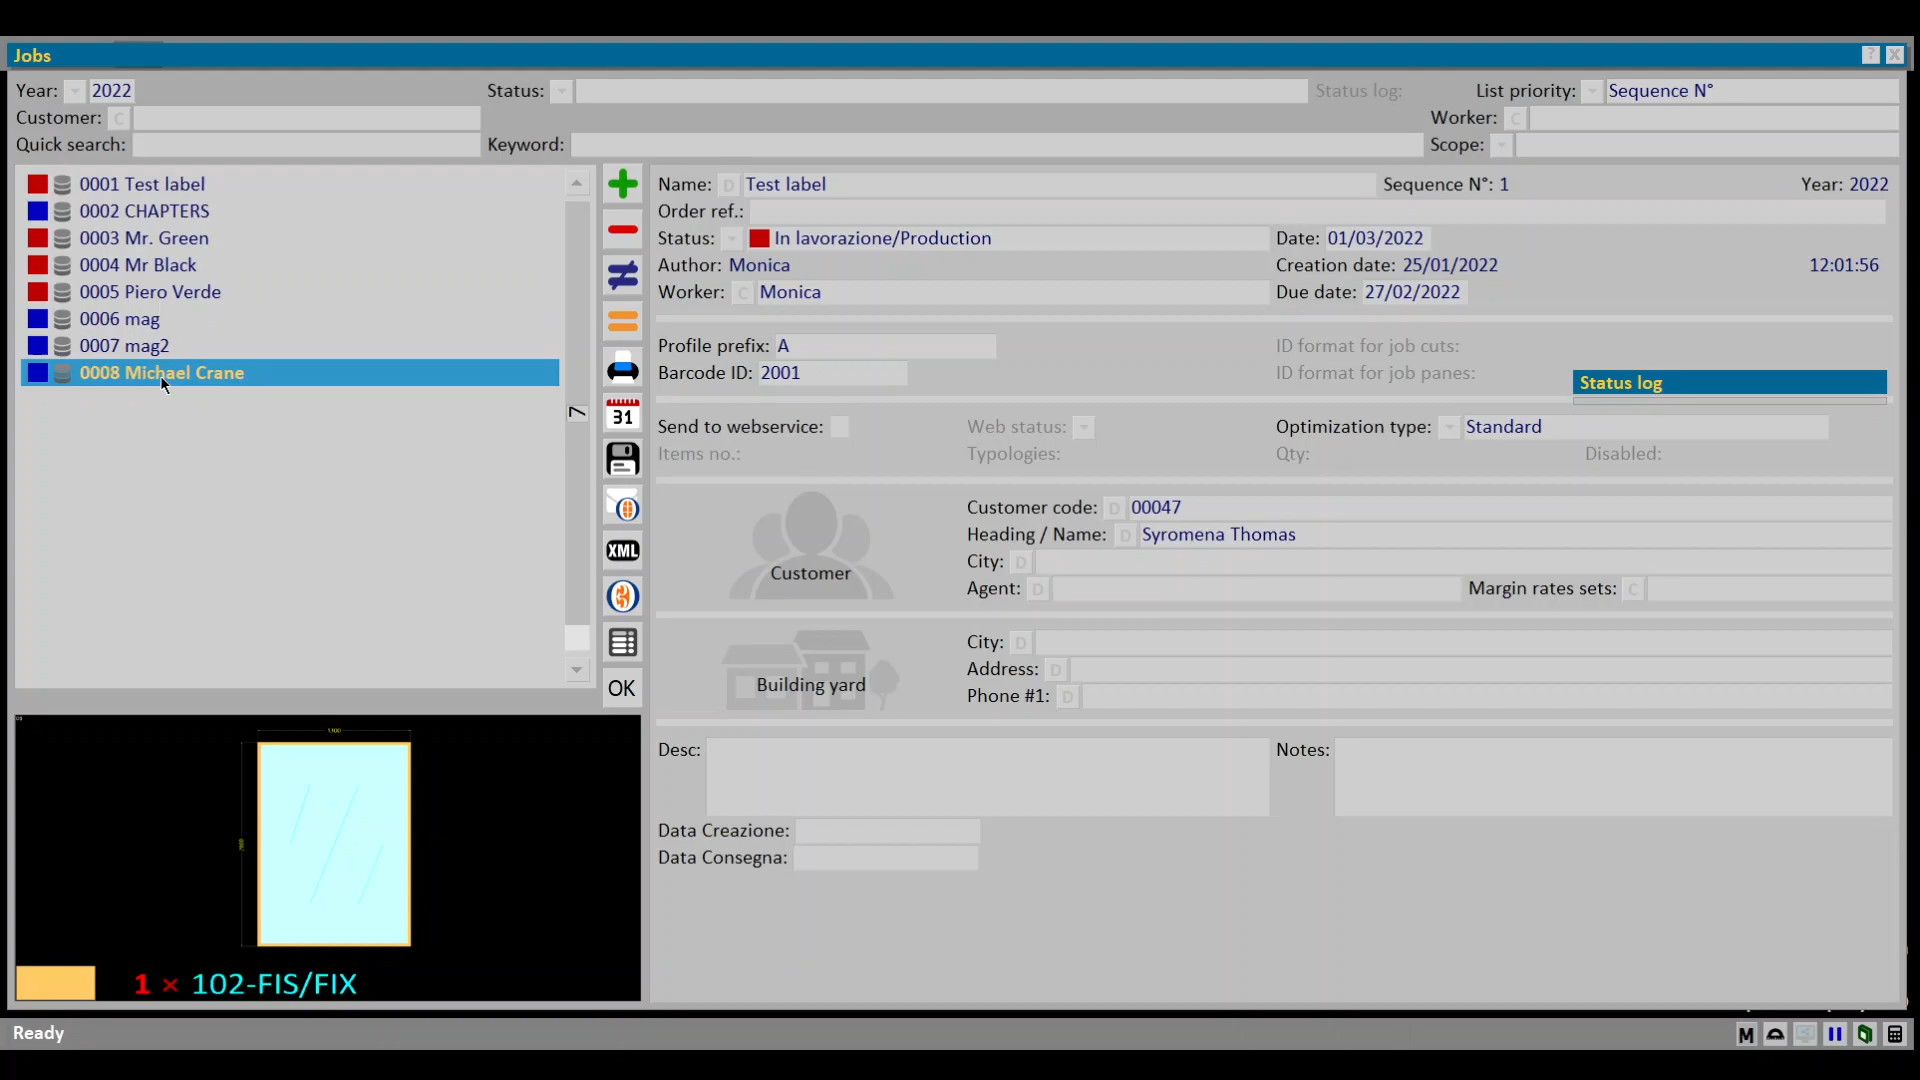 Jobs
? x
Year: 2022 Status: Status log: List priority: Sequence N°
Customer: C Worker: C
Quick search: Keyword: Scope:
0001 Test label
0002 CHAPTERS
0003 Mr. Green
0004 Mr Black
0005 Piero Verde
0006 mag
0007 mag2
0008 Michael Crane
7
31
XML
OK
Name: D Test label Sequence N°: 1 Year: 2022
Order ref.:
Status: In lavorazione/Production Date: 01/03/2022
Author: Monica Creation date: 25/01/2022 12:01:56
Worker: C Monica Due date: 27/02/2022
Profile prefix: A ID format for job cuts:
Barcode ID: 2001 ID format for job panes:
Status log
Send to webservice: Web status: Optimization type: Standard
Items no.: Typologies: Qty: Disabled:
Customer
Customer code: D 00047
Heading / Name: D Syromena Thomas
City: D
Agent: D Margin rates sets: C
Building yard
City: D
Address: D
Phone #1: D
Desc: Notes:
Data Creazione:
Data Consegna:
1 × 102-FIS/FIX
Ready
M